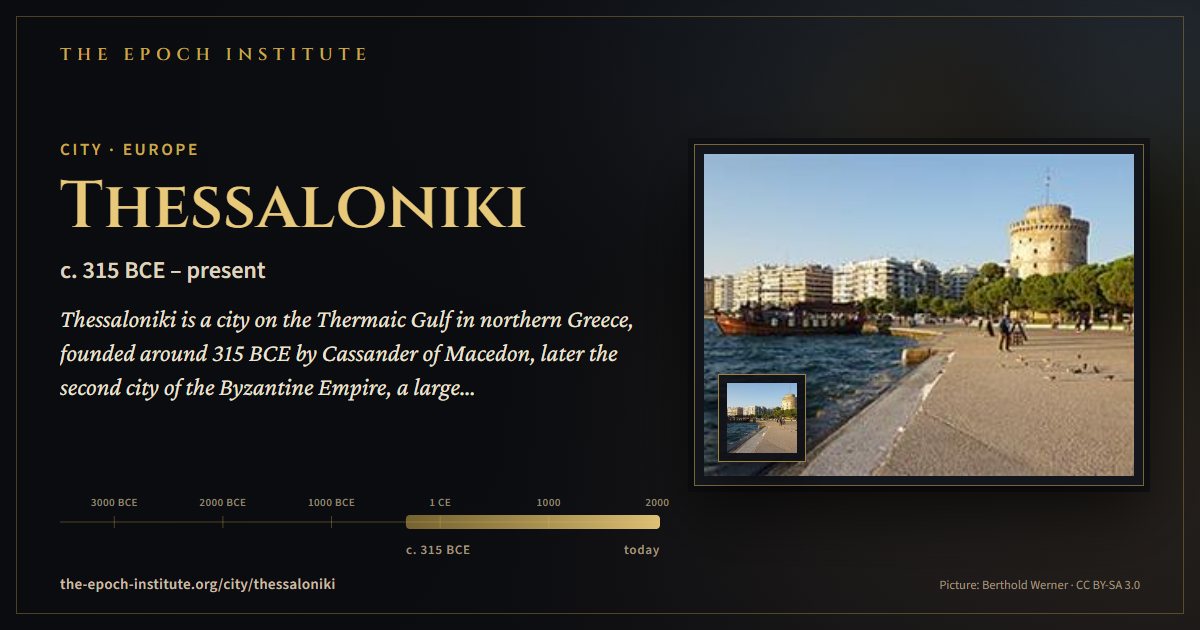 THE EPOCH INSTITUTE
CITY · EUROPE
THESSALONIKI
c. 315 BCE – present
Thessaloniki is a city on the Thermaic Gulf in northern Greece,
founded around 315 BCE by Cassander of Macedon, later the
second city of the Byzantine Empire, a large...
3000 BCE 2000 BCE 1000 BCE 1 CE 1000 2000
c. 315 BCE today
the-epoch-institute.org/city/thessaloniki
Picture: Berthold Werner · CC BY-SA 3.0